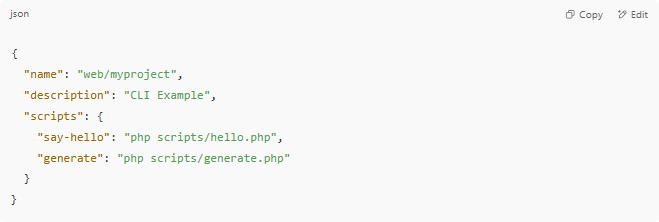 json Copy Edit
{
"name": "web/myproject",
"description": "CLI Example",
"scripts": {
"say-hello": "php scripts/hello.php",
"generate": "php scripts/generate.php"
}
}